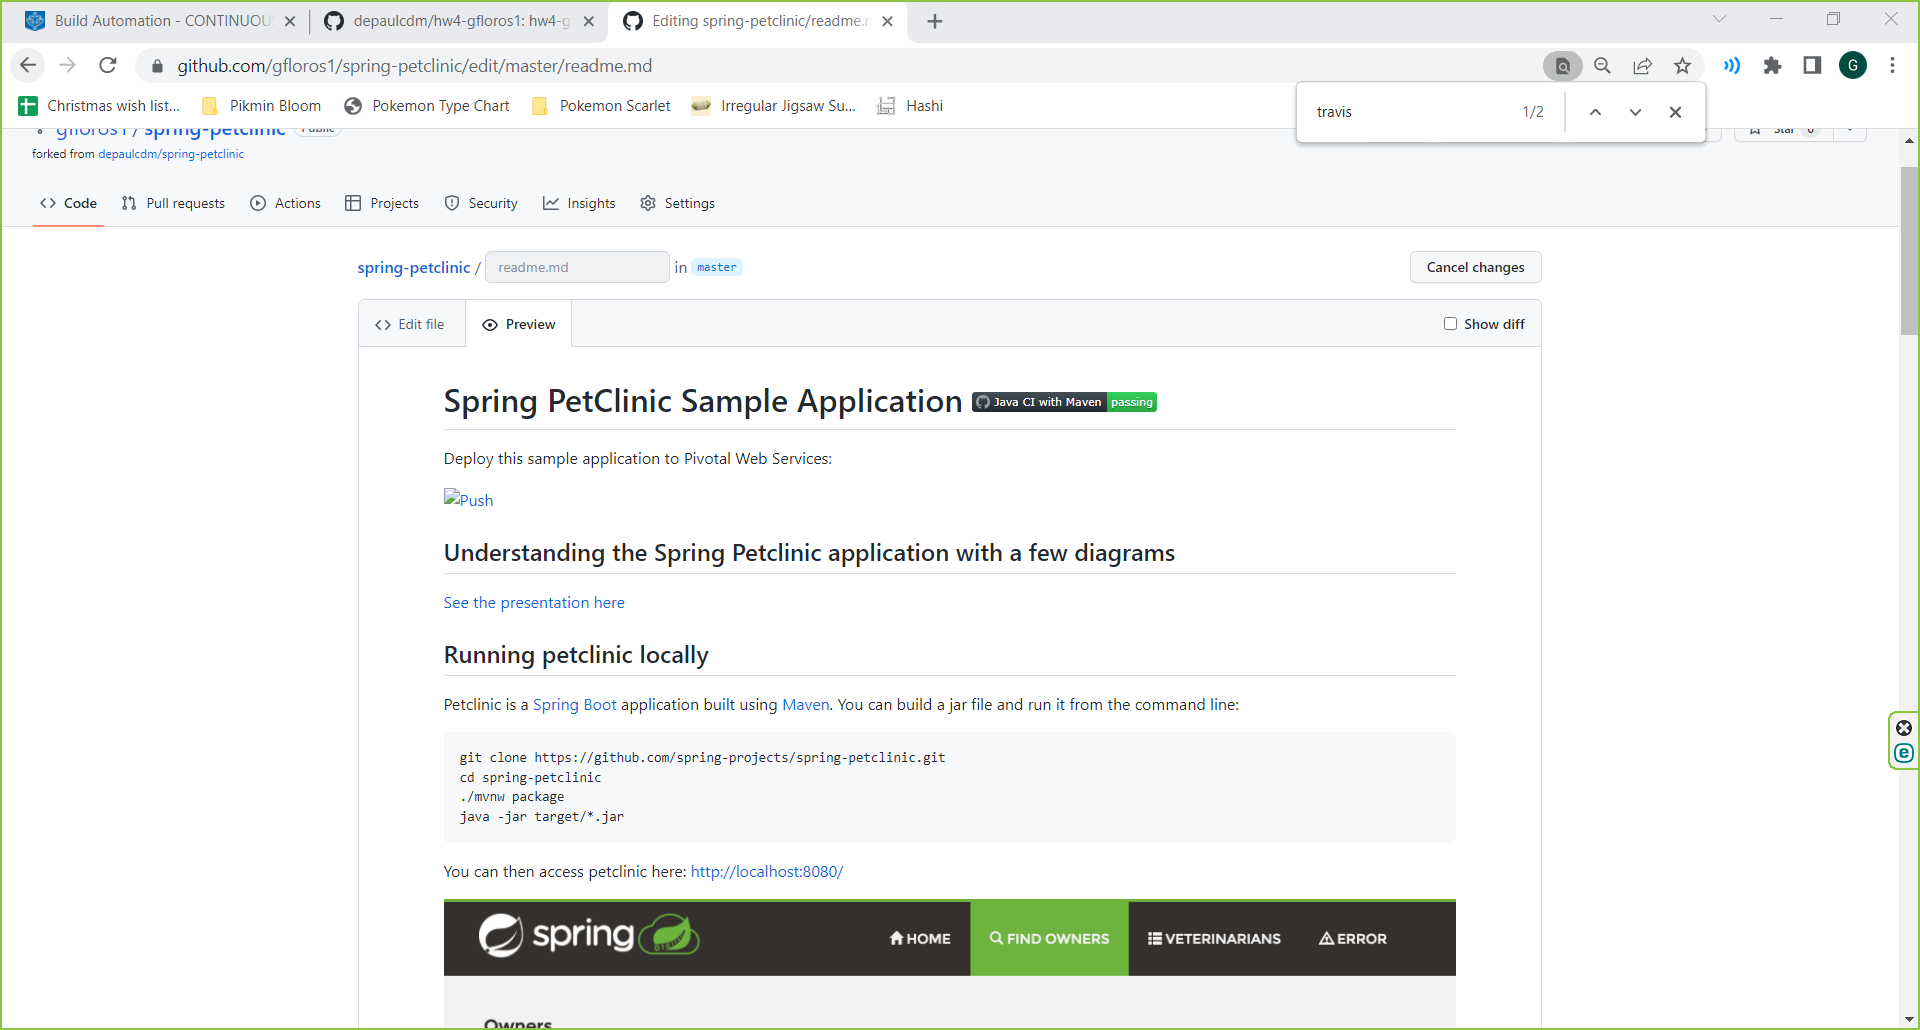 Build Automation - CONTINUOU
depaulcdm/hw4-gfloros1: hw4-g
Editing spring-petclinic/readme.m
github.com/gfloros1/spring-petclinic/edit/master/readme.md
G
Christmas wish list...
Pikmin Bloom
Pokemon Type Chart
Pokemon Scarlet
Irregular Jigsaw Su...
Hashi
travis 1/2
gfloros1 / spring-petclinic Public
Star 0
forked from depaulcdm/spring-petclinic
Code
Pull requests
Actions
Projects
Security
Insights
Settings
spring-petclinic / readme.md in master
Cancel changes
Edit file
Preview
Show diff
Spring PetClinic Sample Application Java CI with Maven passing
Deploy this sample application to Pivotal Web Services:
Push
Understanding the Spring Petclinic application with a few diagrams
See the presentation here
Running petclinic locally
Petclinic is a Spring Boot application built using Maven. You can build a jar file and run it from the command line:
git clone https://github.com/spring-projects/spring-petclinic.git
cd spring-petclinic
./mvnw package
java -jar target/*.jar
You can then access petclinic here: http://localhost:8080/
spring
HOME
FIND OWNERS
VETERINARIANS
ERROR
Owners